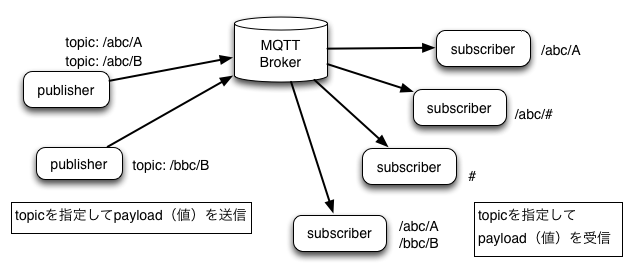 topic: /abc/A
topic: /abc/B
publisher
MQTT
Broker
subscriber
/abc/A
subscriber
/abc/#
publisher
topic: /bbc/B
subscriber
#
topicを指定してpayload（値）を送信
subscriber
/abc/A
/bbc/B
topicを指定して
payload（値）を受信